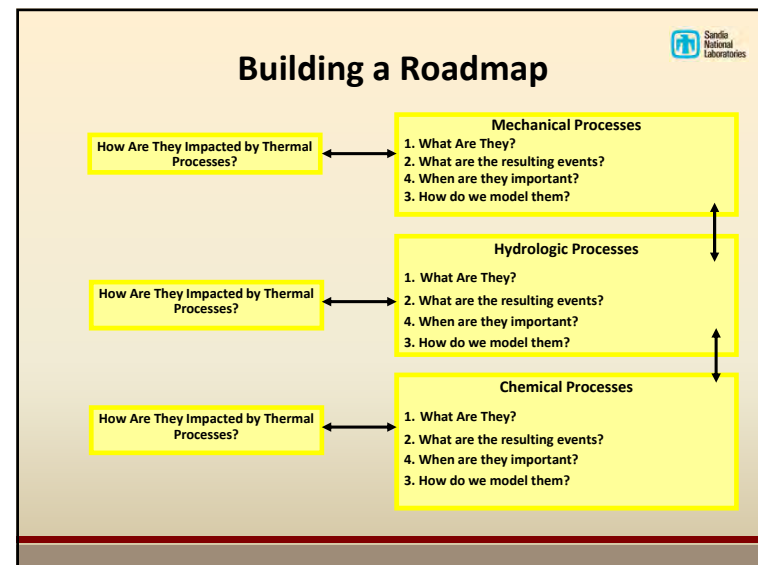 Sandia
National
Laboratories
Building a Roadmap
How Are They Impacted by Thermal
Processes?
Mechanical Processes
1. What Are They?
2. What are the resulting events?
4. When are they important?
3. How do we model them?
How Are They Impacted by Thermal
Processes?
Hydrologic Processes
1. What Are They?
2. What are the resulting events?
4. When are they important?
3. How do we model them?
How Are They Impacted by Thermal
Processes?
Chemical Processes
1. What Are They?
2. What are the resulting events?
4. When are they important?
3. How do we model them?